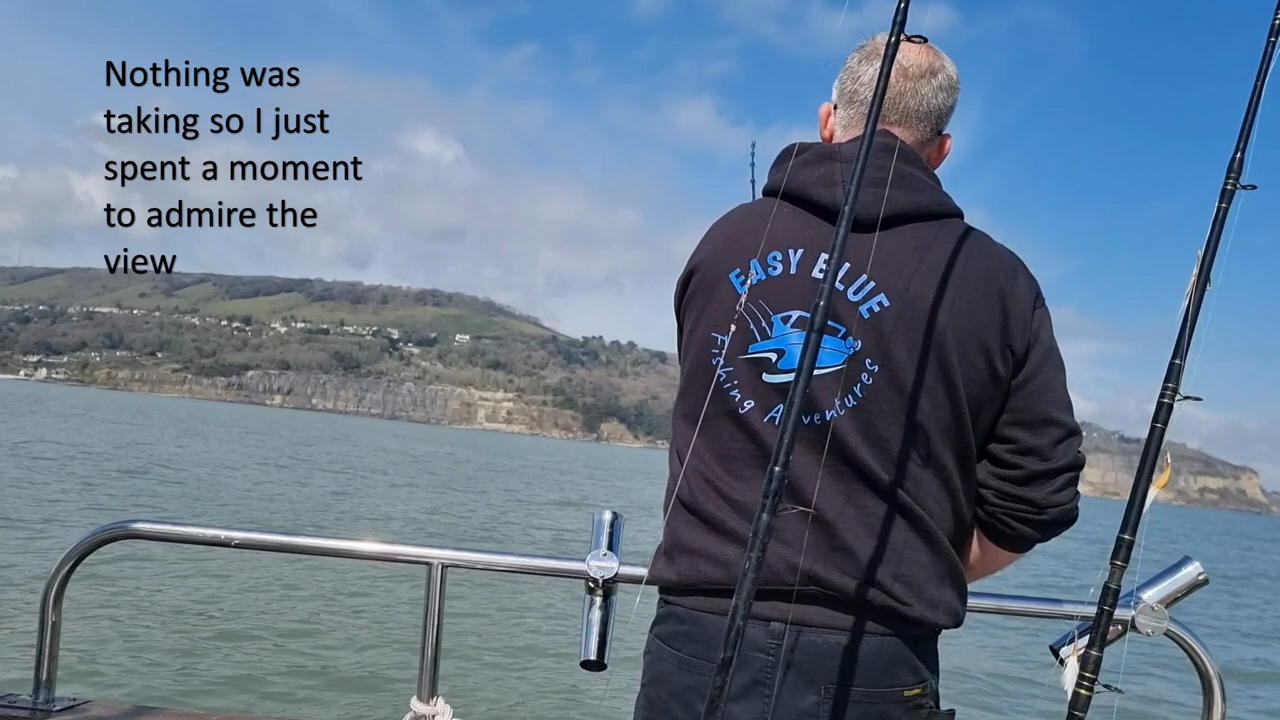 Nothing was
taking so I just
spent a moment
to admire the
view
EASY BLUE
Fishing Adventures